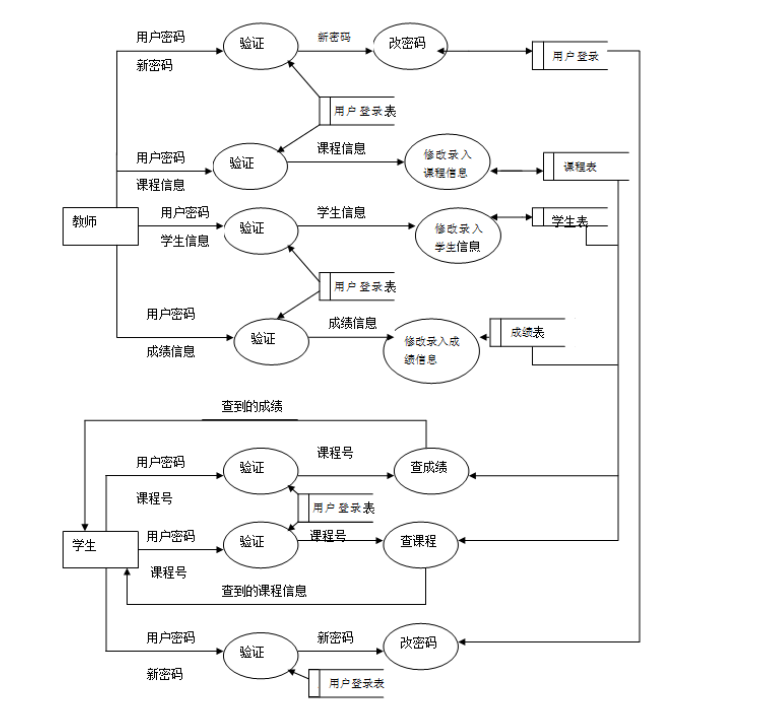 用户密码
新密码
验证
新密码
改密码
用户登录
用户登录表
用户密码
课程信息
验证
课程信息
修改录入
课程信息
课程表
教师
用户密码
学生信息
验证
学生信息
修改录入
学生信息
学生表
用户登录表
用户密码
成绩信息
验证
成绩信息
修改录入成
绩信息
成绩表
查到的成绩
用户密码
课程号
验证
课程号
查成绩
用户登录表
学生
用户密码
课程号
验证
课程号
查课程
查到的课程信息
用户密码
新密码
验证
新密码
改密码
用户登录表